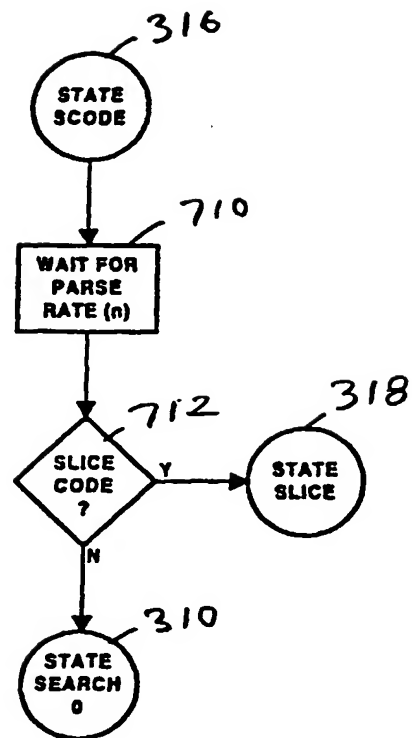 316
STATE
SCODE
710
WAIT FOR
PARSE
RATE (n)
712
318
SLICE
CODE
?
Y
STATE
SLICE
N
310
STATE
SEARCH
0